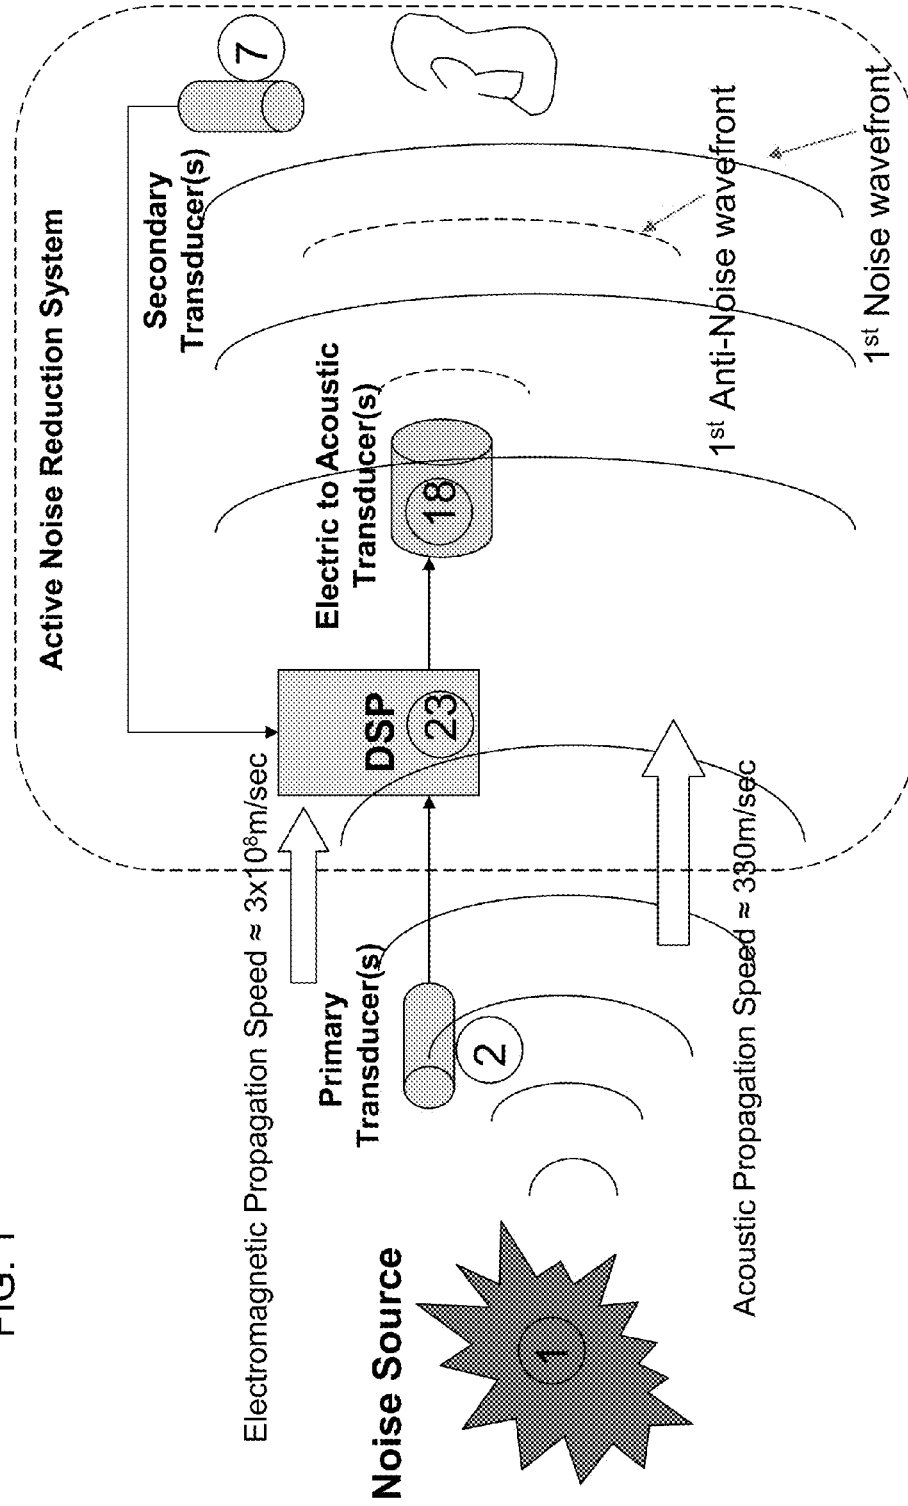 FIG. 1
Active Noise Reduction System
7
Secondary
Transducer(s)
Electric to Acoustic
Transducer(s)
18
DSP
23
Electromagnetic Propagation Speed ≈ 3x10⁸m/sec
Primary
Transducer(s)
2
Noise Source
1
Acoustic Propagation Speed ≈ 330m/sec
1st Anti-Noise wavefront
1st Noise wavefront